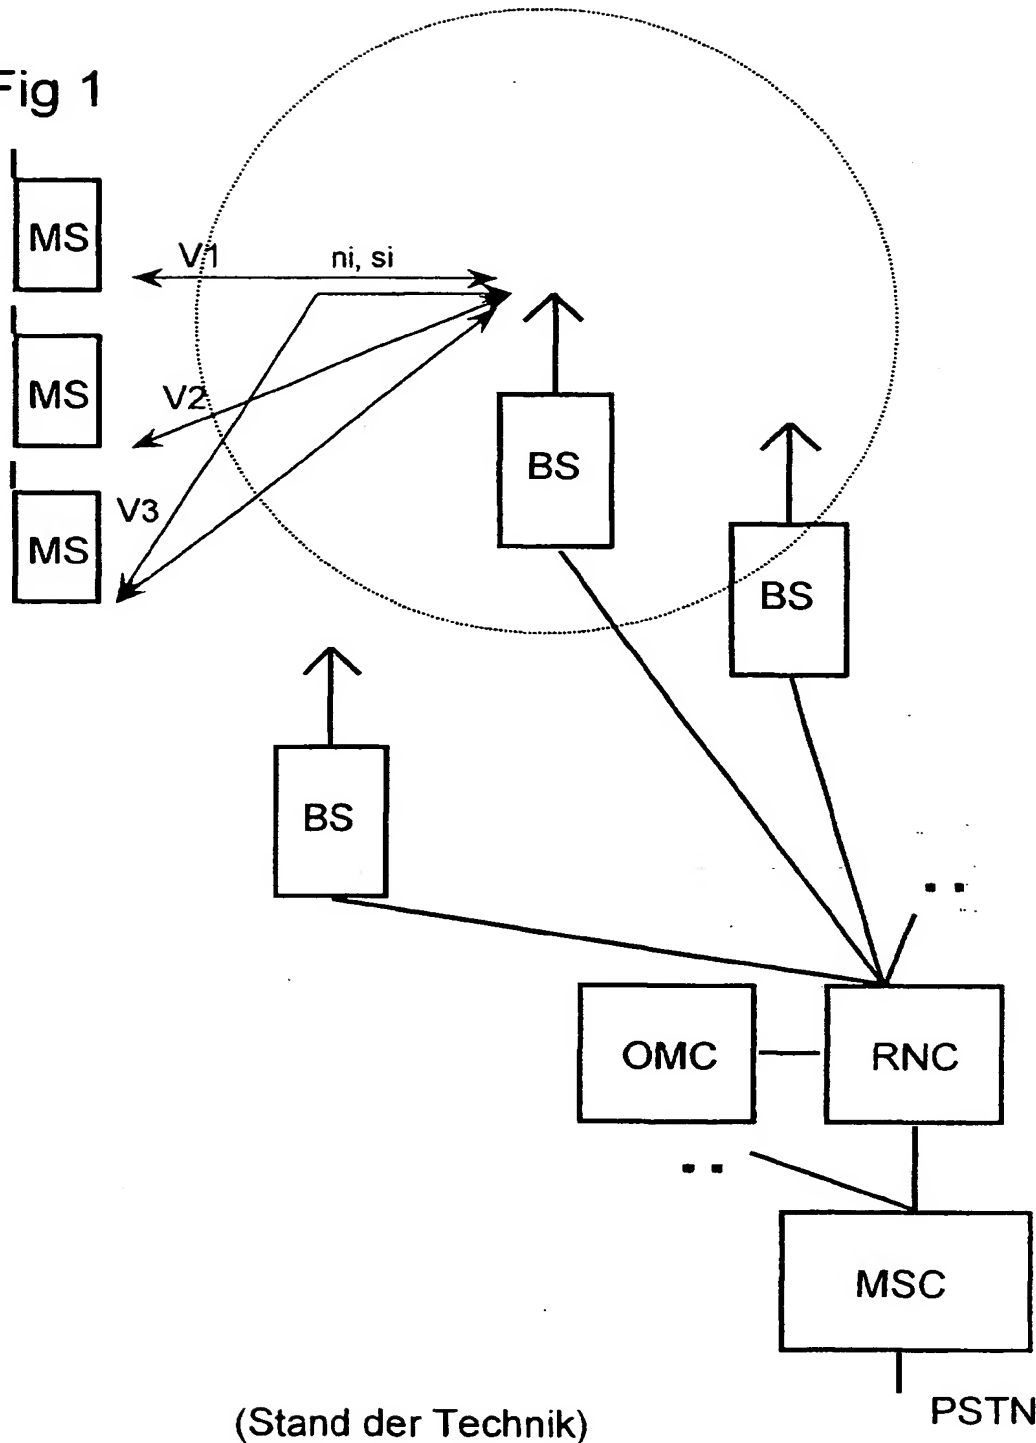 Fig 1
MS
V1
ni, si
MS
V2
BS
MS
V3
BS
BS
. .
OMC
RNC
. .
MSC
PSTN
(Stand der Technik)